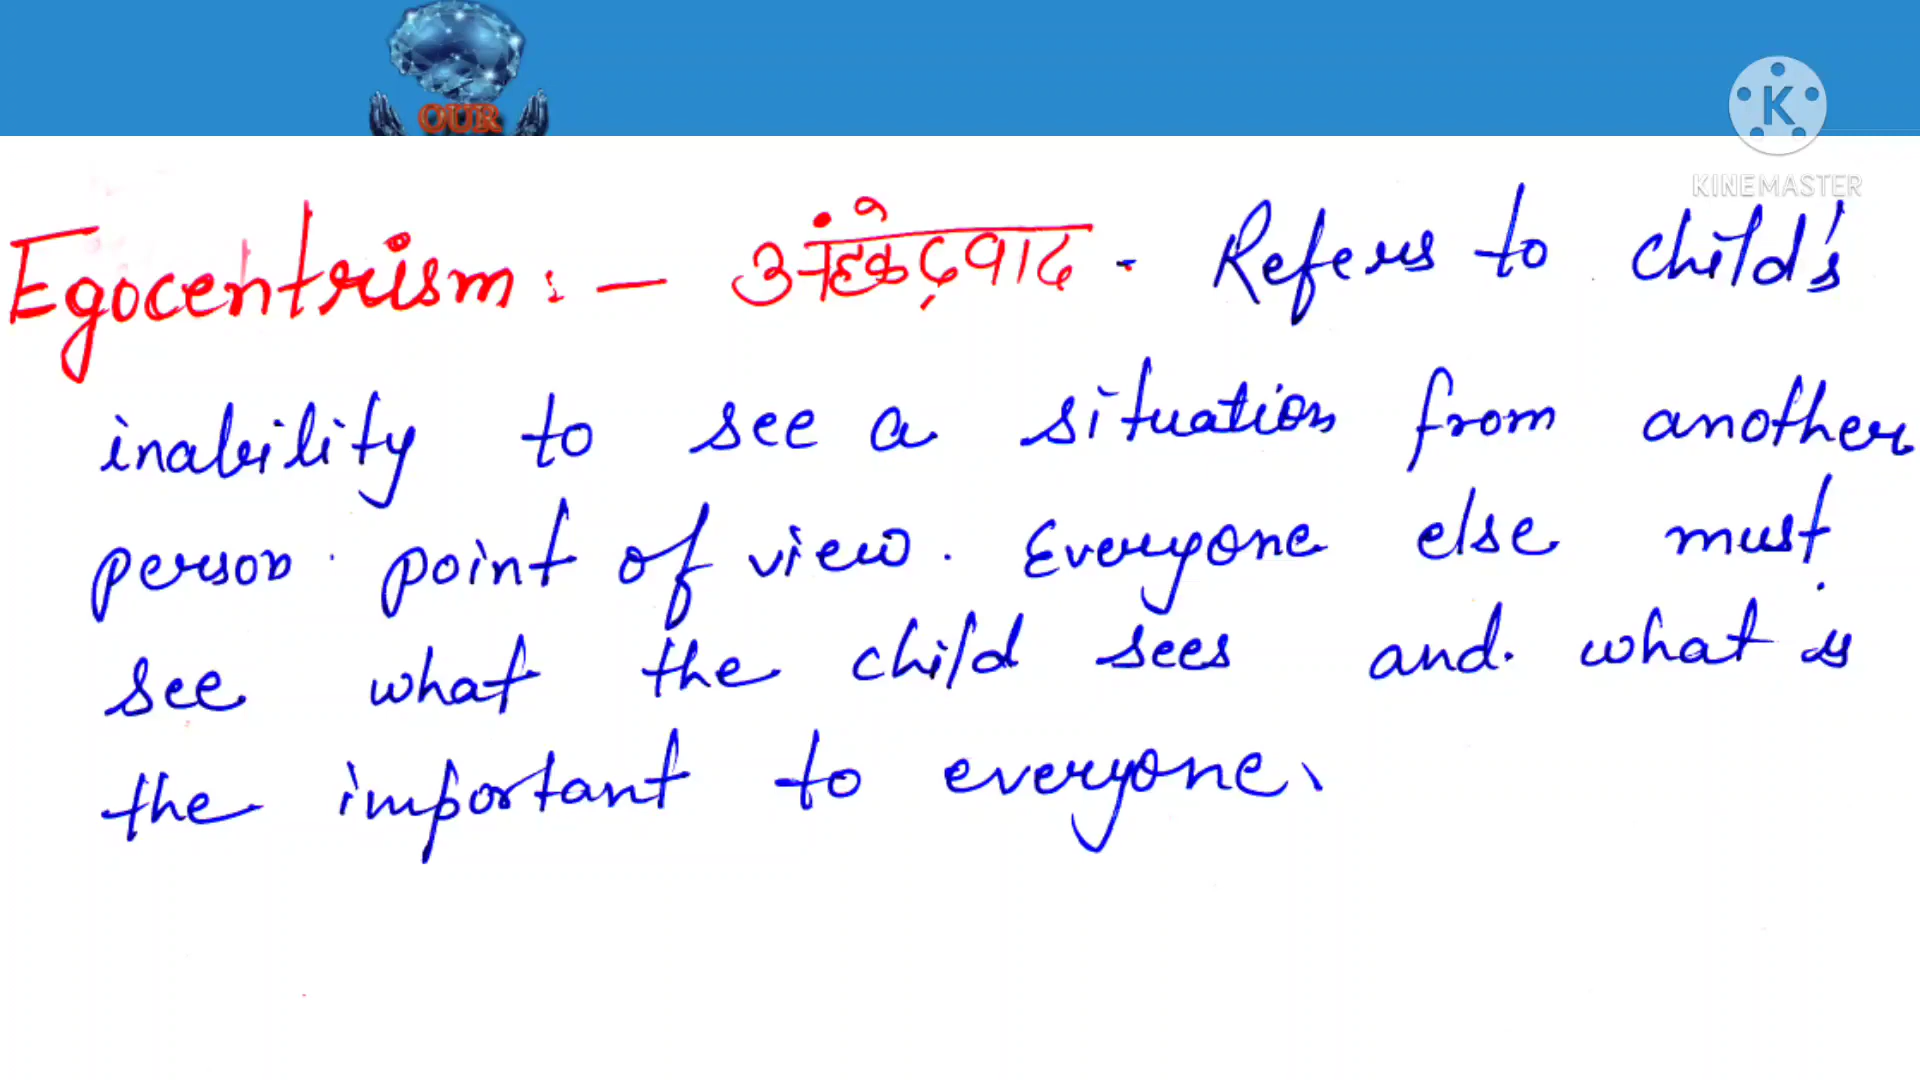 OUR
K
KINEMASTER
Egocentrism :- अहंकेद्रवाद. Refers to child's
inability to see a situation from another
person point of view. Everyone else must
see what the child sees and. what is
the important to everyone.